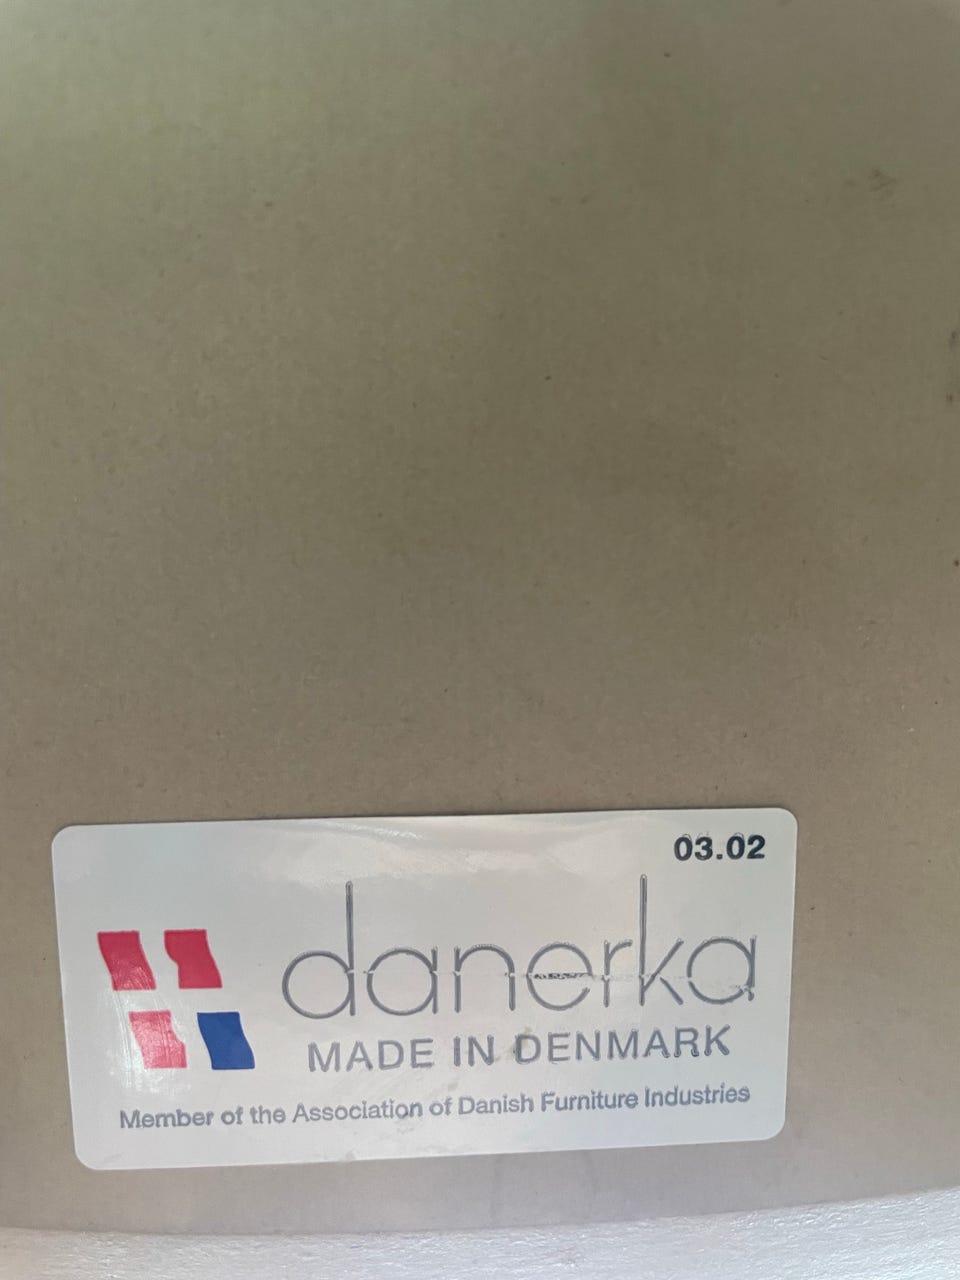 03.02
danerka
MADE IN DENMARK
Member of the Association of Danish Furniture Industries